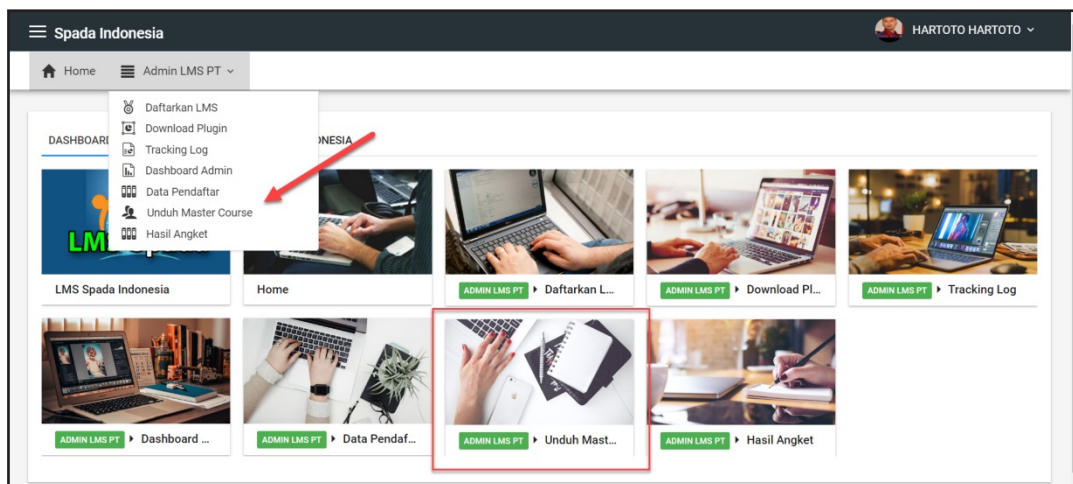 Spada Indonesia
HARTOTO HARTOTO
Home
Admin LMS PT
Daftarkan LMS
Download Plugin
Tracking Log
Dashboard Admin
Data Pendaftar
Unduh Master Course
Hasil Angket
LMS Spada Indonesia
Home
ADMIN LMS PT Daftarkan L...
ADMIN LMS PT Download Pl...
ADMIN LMS PT Tracking Log
ADMIN LMS PT Dashboard ...
ADMIN LMS PT Data Pendaf...
ADMIN LMS PT Unduh Mast...
ADMIN LMS PT Hasil Angket